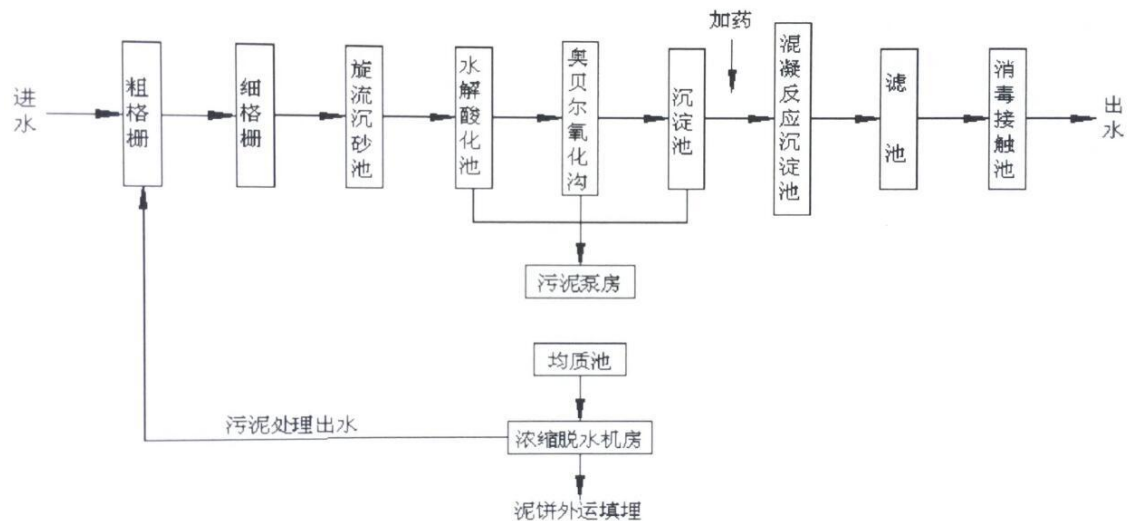 加药
进水
粗格栅
细格栅
旋流沉砂池
水解酸化池
奥贝尔氧化沟
沉淀池
混凝反应沉淀池
滤池
消毒接触池
出水
污泥泵房
均质池
污泥处理出水
浓缩脱水机房
泥饼外运填埋